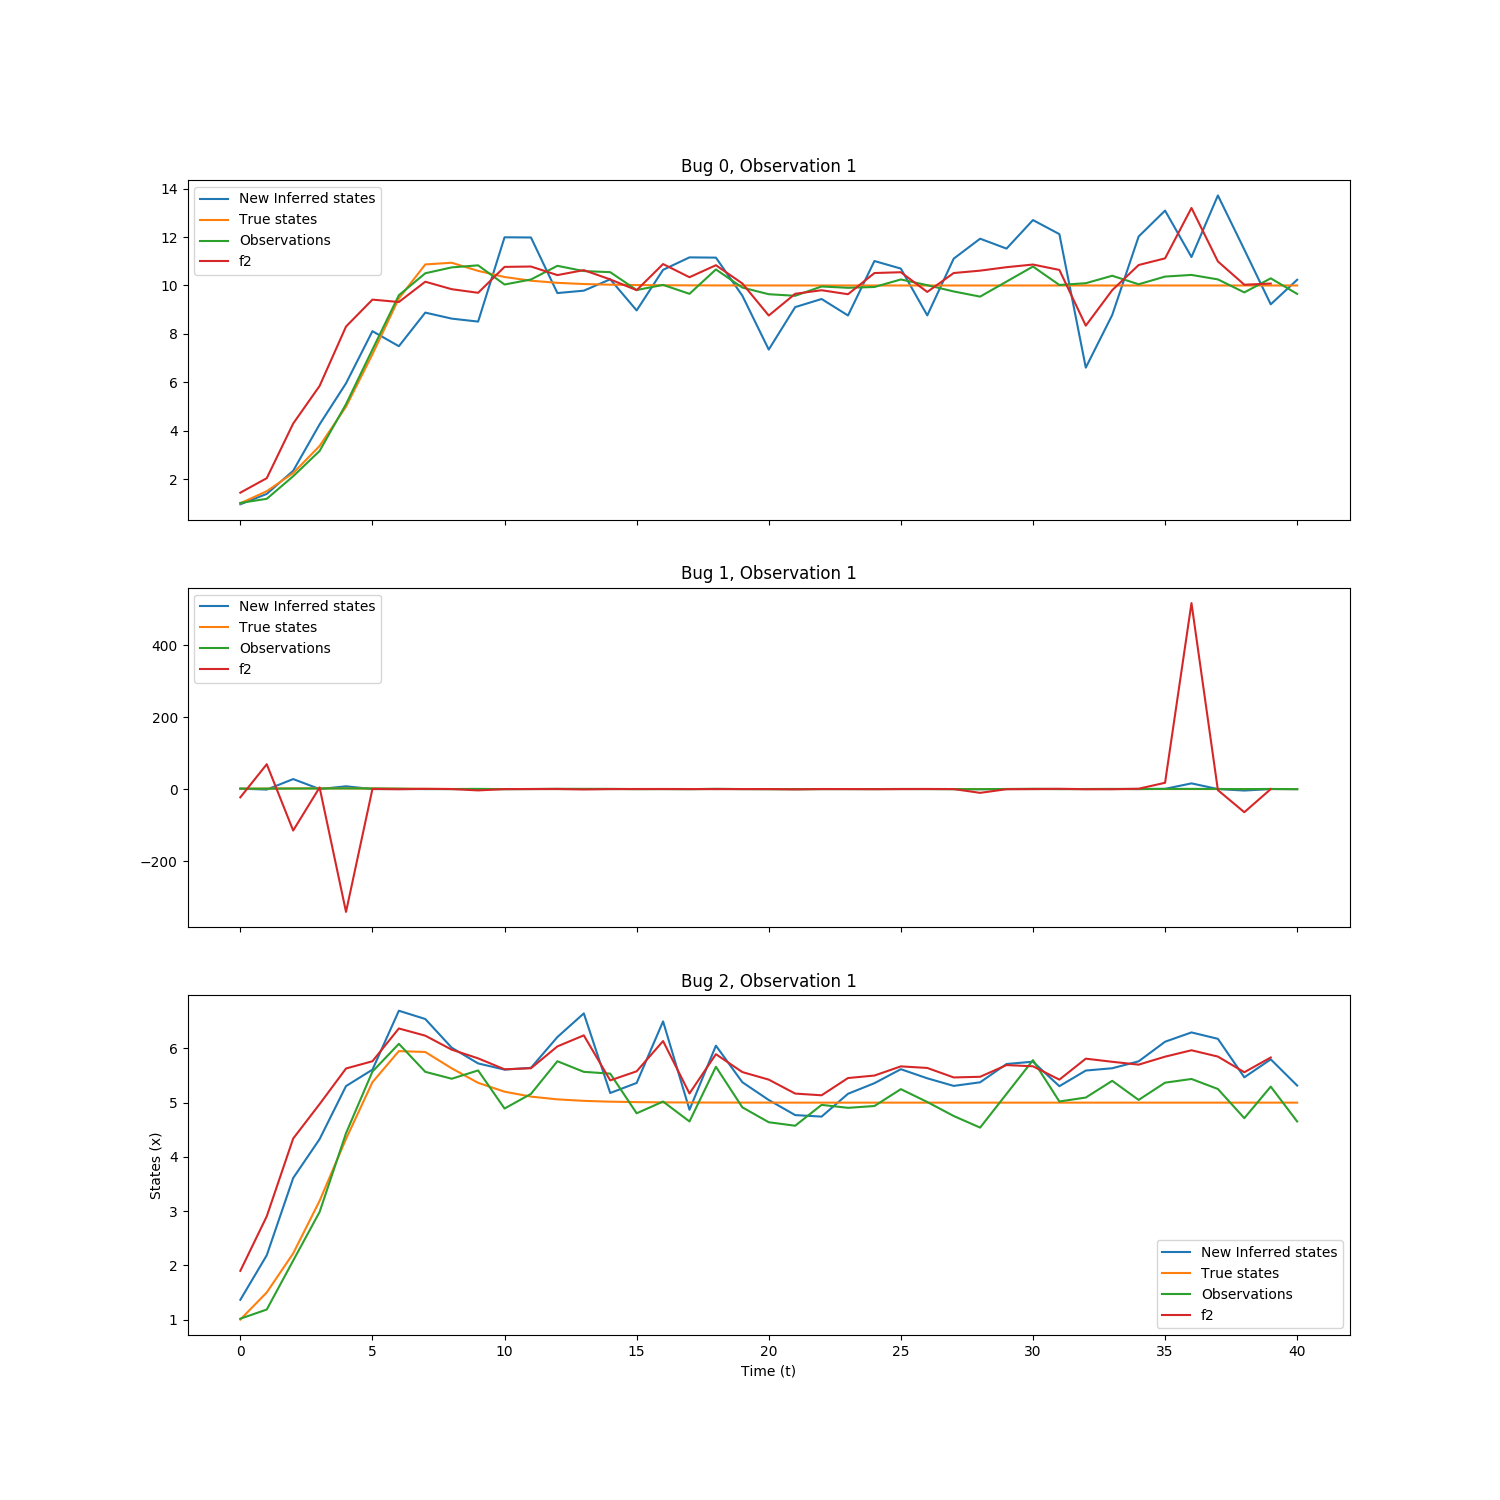 Bug 0, Observation 1
14
12
10
8
6
4
2
New Inferred states
True states
Observations
f2
Bug 1, Observation 1
400
200
0
−200
New Inferred states
True states
Observations
f2
Bug 2, Observation 1
6
5
4
3
2
1
States (x)
New Inferred states
True states
Observations
f2
0 5 10 15 20 25 30 35 40
Time (t)